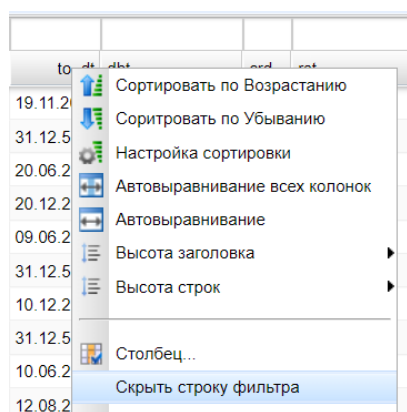 to_dt dbt ord rat
Сортировать по Возрастанию
19.11.2
Соритровать по Убыванию
31.12.5
Настройка сортировки
20.06.2
Автовыравнивание всех колонок
20.12.2
Автовыравнивание
09.06.2
Высота заголовка
31.12.5
Высота строк
10.12.2
31.12.5
Столбец...
10.06.2
Скрыть строку фильтра
12.08.2